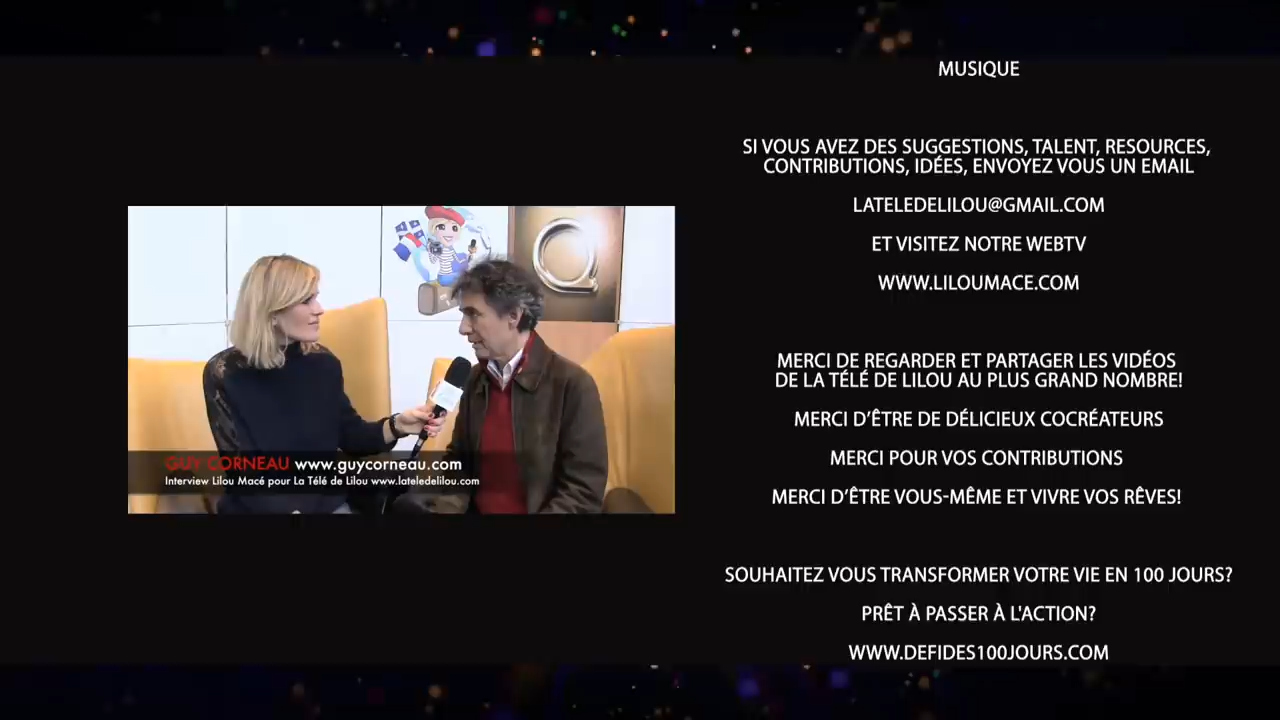 GUY CORNEAU www.guycorneau.com
Interview Lilou Macé pour La Télé de Lilou www.lateledelilou.com
MUSIQUE
SI VOUS AVEZ DES SUGGESTIONS, TALENT, RESOURCES,
CONTRIBUTIONS, IDÉES, ENVOYEZ VOUS UN EMAIL
LATELEDELILOU@GMAIL.COM
ET VISITEZ NOTRE WEBTV
WWW.LILOUMACE.COM
MERCI DE REGARDER ET PARTAGER LES VIDÉOS
DE LA TÉLÉ DE LILOU AU PLUS GRAND NOMBRE!
MERCI D'ÊTRE DE DÉLICIEUX COCRÉATEURS
MERCI POUR VOS CONTRIBUTIONS
MERCI D'ÊTRE VOUS-MÊME ET VIVRE VOS RÊVES!
SOUHAITEZ VOUS TRANSFORMER VOTRE VIE EN 100 JOURS?
PRÊT À PASSER À L'ACTION?
WWW.DEFIDES100JOURS.COM